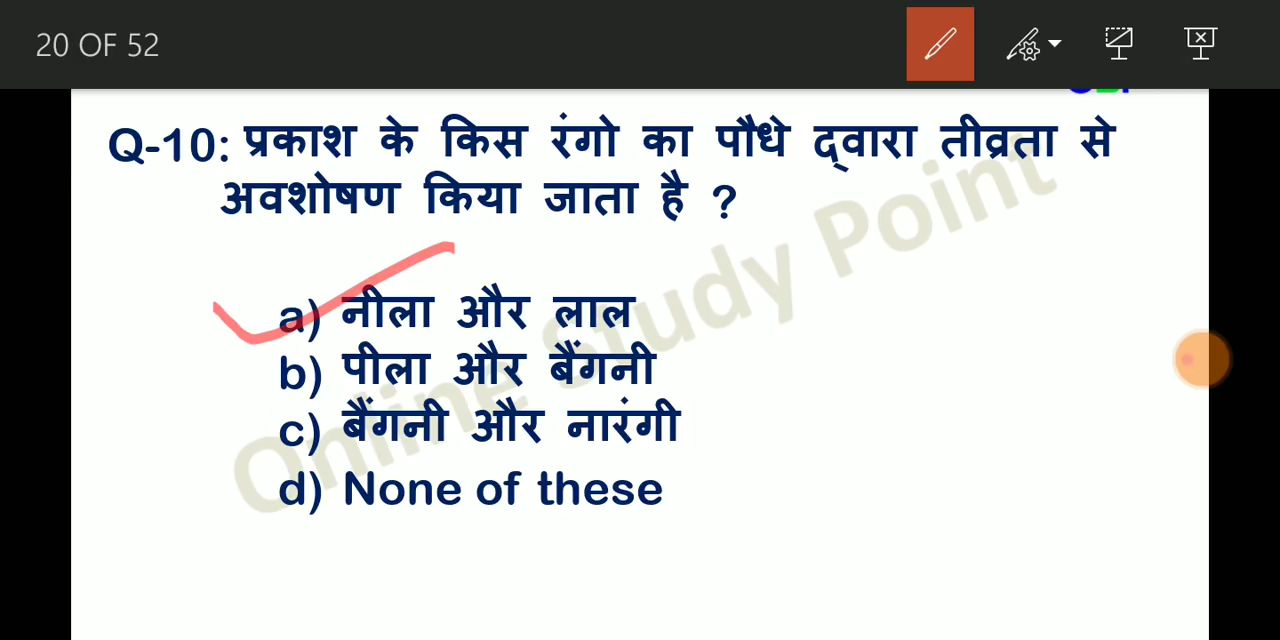 20 OF 52
Q-10: प्रकाश के किस रंगो का पौधे द्वारा तीव्रता से
अवशोषण किया जाता है ?
a) नीला और लाल
b) पीला और बैंगनी
c) बैंगनी और नारंगी
d) None of these
Online Study Point